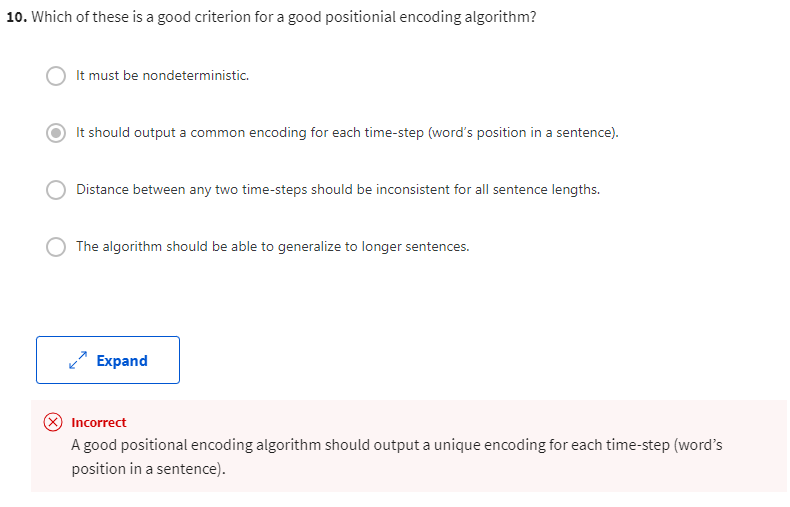 10. Which of these is a good criterion for a good positionial encoding algorithm?
It must be nondeterministic.
It should output a common encoding for each time-step (word's position in a sentence).
Distance between any two time-steps should be inconsistent for all sentence lengths.
The algorithm should be able to generalize to longer sentences.
Expand
Incorrect
A good positional encoding algorithm should output a unique encoding for each time-step (word's
position in a sentence).